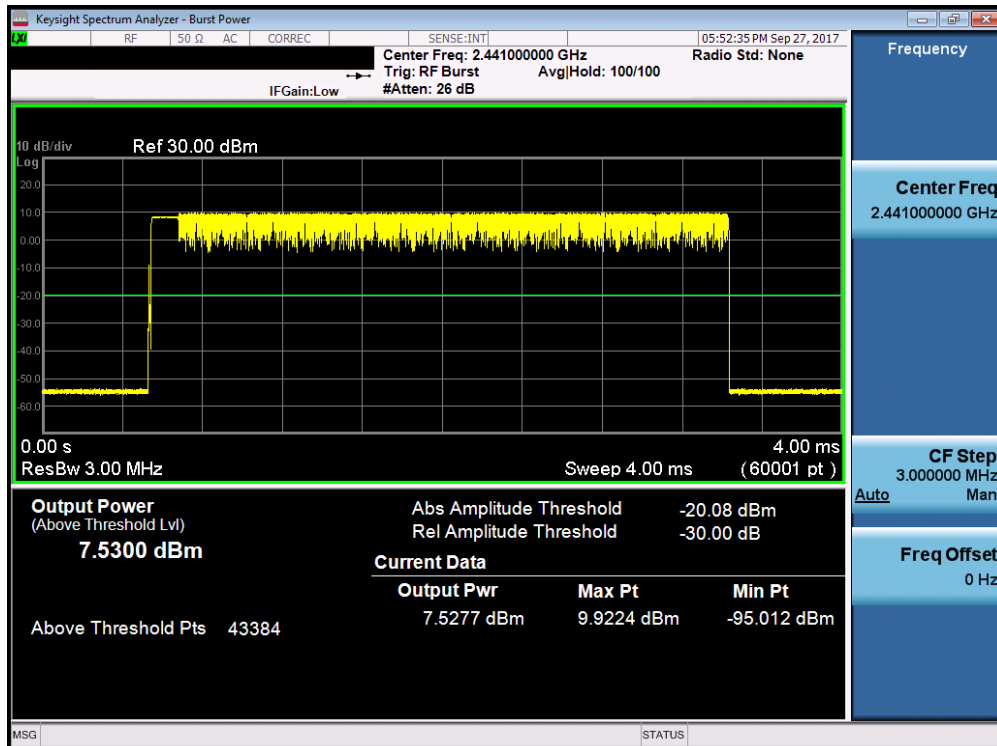 Keysight Spectrum Analyzer - Burst Power
LXI RF 50 Ω AC CORREC SENSE:INT 05:52:35 PM Sep 27, 2017
Center Freq: 2.441000000 GHz Radio Std: None
Trig: RF Burst Avg|Hold: 100/100
IFGain:Low #Atten: 26 dB
Frequency
10 dB/div Ref 30.00 dBm
Log
20.0
10.0
0.00
-10.0
-20.0
-30.0
-40.0
-50.0
-60.0
0.00 s 4.00 ms
ResBw 3.00 MHz Sweep 4.00 ms (60001 pt)
Center Freq
2.441000000 GHz
CF Step
3.000000 MHz
Auto Man
Freq Offset
0 Hz
Output Power
(Above Threshold Lvl)
7.5300 dBm
Above Threshold Pts 43384
Abs Amplitude Threshold -20.08 dBm
Rel Amplitude Threshold -30.00 dB
Current Data
Output Pwr Max Pt Min Pt
7.5277 dBm 9.9224 dBm -95.012 dBm
MSG STATUS